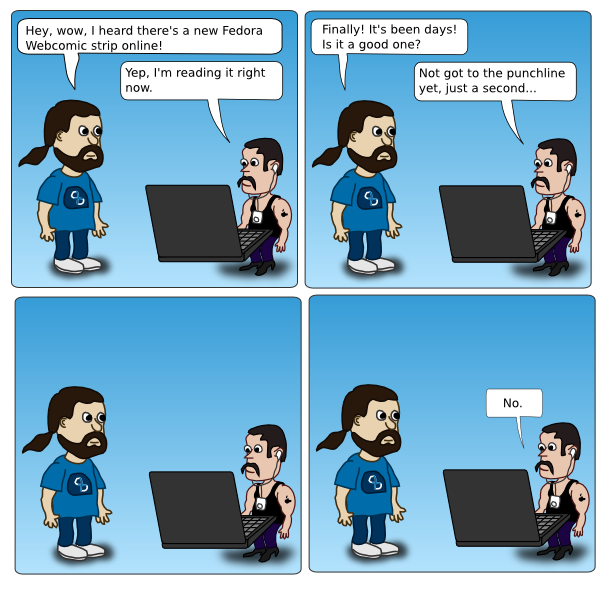 Hey, wow, I heard there's a new Fedora
Webcomic strip online!
Yep, I'm reading it right
now.
Finally! It's been days!
Is it a good one?
Not got to the punchline
yet, just a second...
No.